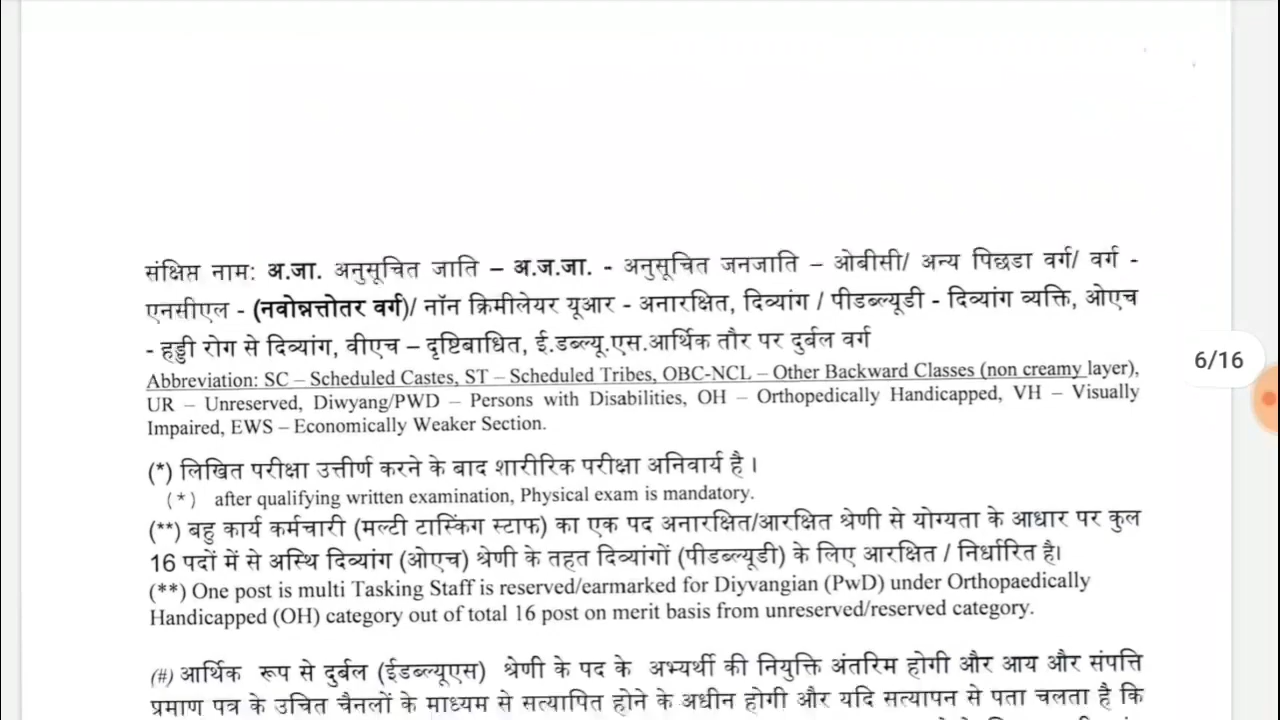 संक्षिप्त नाम: अ.जा. अनुसूचित जाति – अ.ज.जा. - अनुसूचित जनजाति – ओबीसी/ अन्य पिछडा वर्ग/ वर्ग -
एनसीएल - (नवोन्नत्तोतर वर्ग)/ नॉन क्रिमीलेयर यूआर - अनारक्षित, दिव्यांग / पीडब्ल्यूडी - दिव्यांग व्यक्ति, ओएच
- हड्डी रोग से दिव्यांग, वीएच – दृष्टिबाधित, ई.डब्ल्यू.एस.आर्थिक तौर पर दुर्बल वर्ग
Abbreviation: SC – Scheduled Castes, ST – Scheduled Tribes, OBC-NCL – Other Backward Classes (non creamy layer),
UR – Unreserved, Diwyang/PWD – Persons with Disabilities, OH – Orthopedically Handicapped, VH – Visually
Impaired, EWS – Economically Weaker Section.
6/16
(*) लिखित परीक्षा उत्तीर्ण करने के बाद शारीरिक परीक्षा अनिवार्य है ।
(*) after qualifying written examination, Physical exam is mandatory.
(**) बहु कार्य कर्मचारी (मल्टी टास्किंग स्टाफ) का एक पद अनारक्षित/आरक्षित श्रेणी से योग्यता के आधार पर कुल
16 पदों में से अस्थि दिव्यांग (ओएच) श्रेणी के तहत दिव्यांगों (पीडब्ल्यूडी) के लिए आरक्षित / निर्धारित है।
(**) One post is multi Tasking Staff is reserved/earmarked for Diyvangian (PwD) under Orthopaedically
Handicapped (OH) category out of total 16 post on merit basis from unreserved/reserved category.
(#) आर्थिक रूप से दुर्बल (ईडब्ल्यूएस) श्रेणी के पद के अभ्यर्थी की नियुक्ति अंतरिम होगी और आय और संपत्ति
प्रमाण पत्र के उचित चैनलों के माध्यम से सत्यापित होने के अधीन होगी और यदि सत्यापन से पता चलता है कि